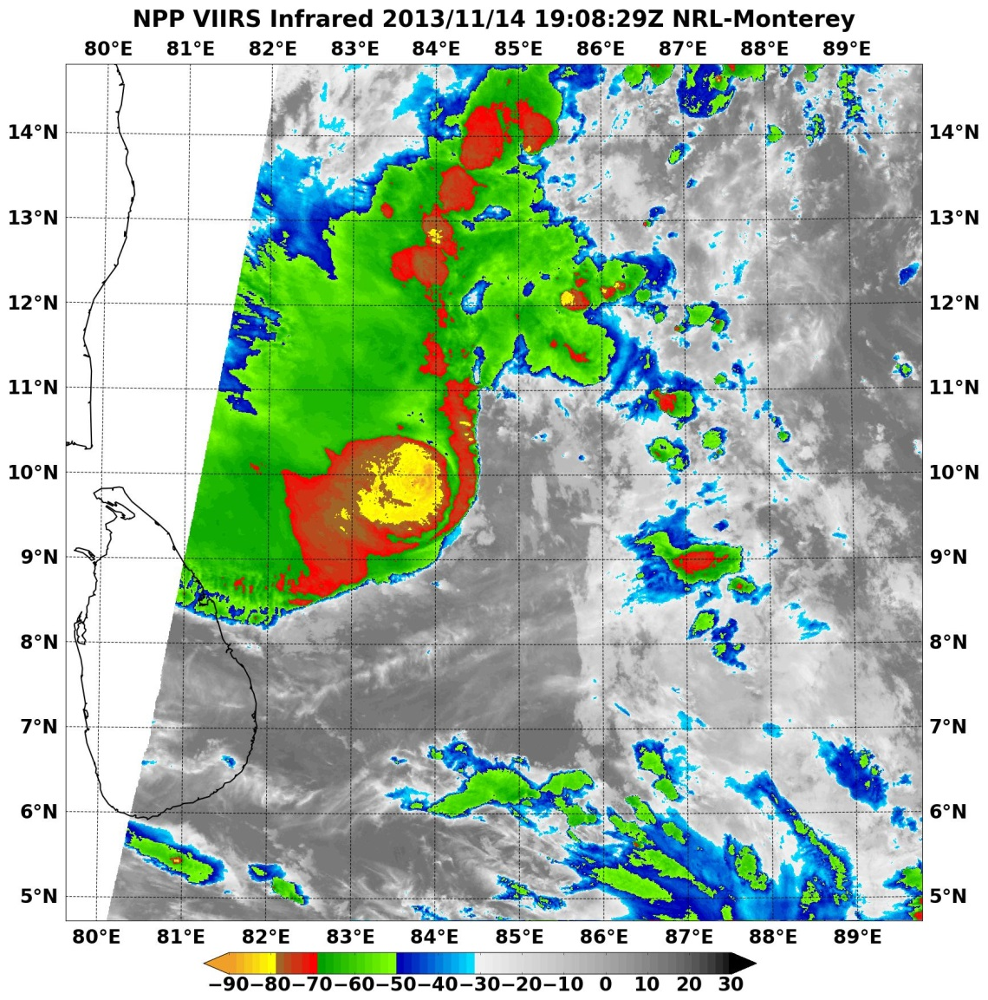 NPP VIIRS Infrared 2013/11/14 19:08:29Z NRL-Monterey
80°E 81°E 82°E 83°E 84°E 85°E 86°E 87°E 88°E 89°E
14°N 14°N
13°N 13°N
12°N 12°N
11°N 11°N
10°N 10°N
9°N 9°N
8°N 8°N
7°N 7°N
6°N 6°N
5°N 5°N
80°E 81°E 82°E 83°E 84°E 85°E 86°E 87°E 88°E 89°E
−90 −80 −70 −60 −50 −40 −30 −20 −10 0 10 20 30